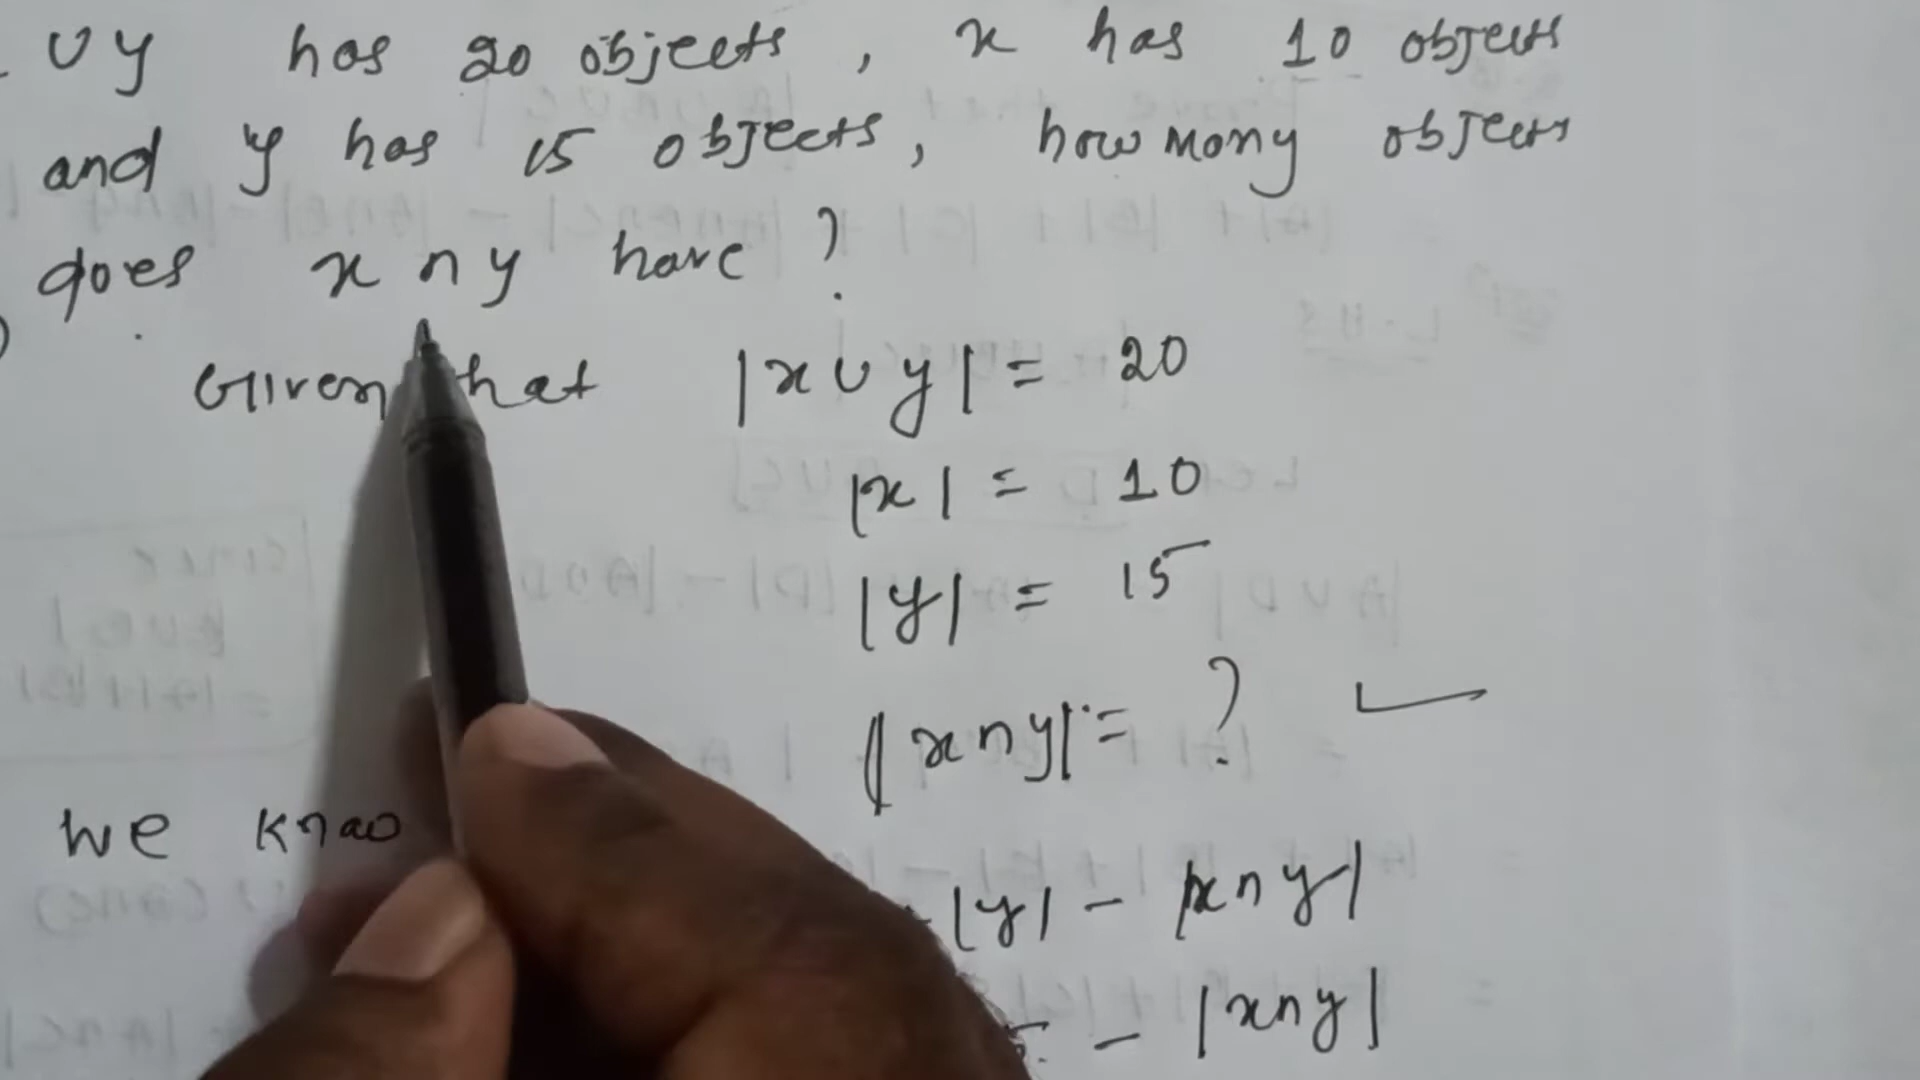 ∪ y has 20 objects, x has 10 objects
and y has 15 objects, how many objects
does x ∩ y have?
Given that |x ∪ y| = 20
|x| = 10
|y| = 15
|x ∩ y| = ?
we know
|y| - |x ∩ y|
- |x ∩ y|